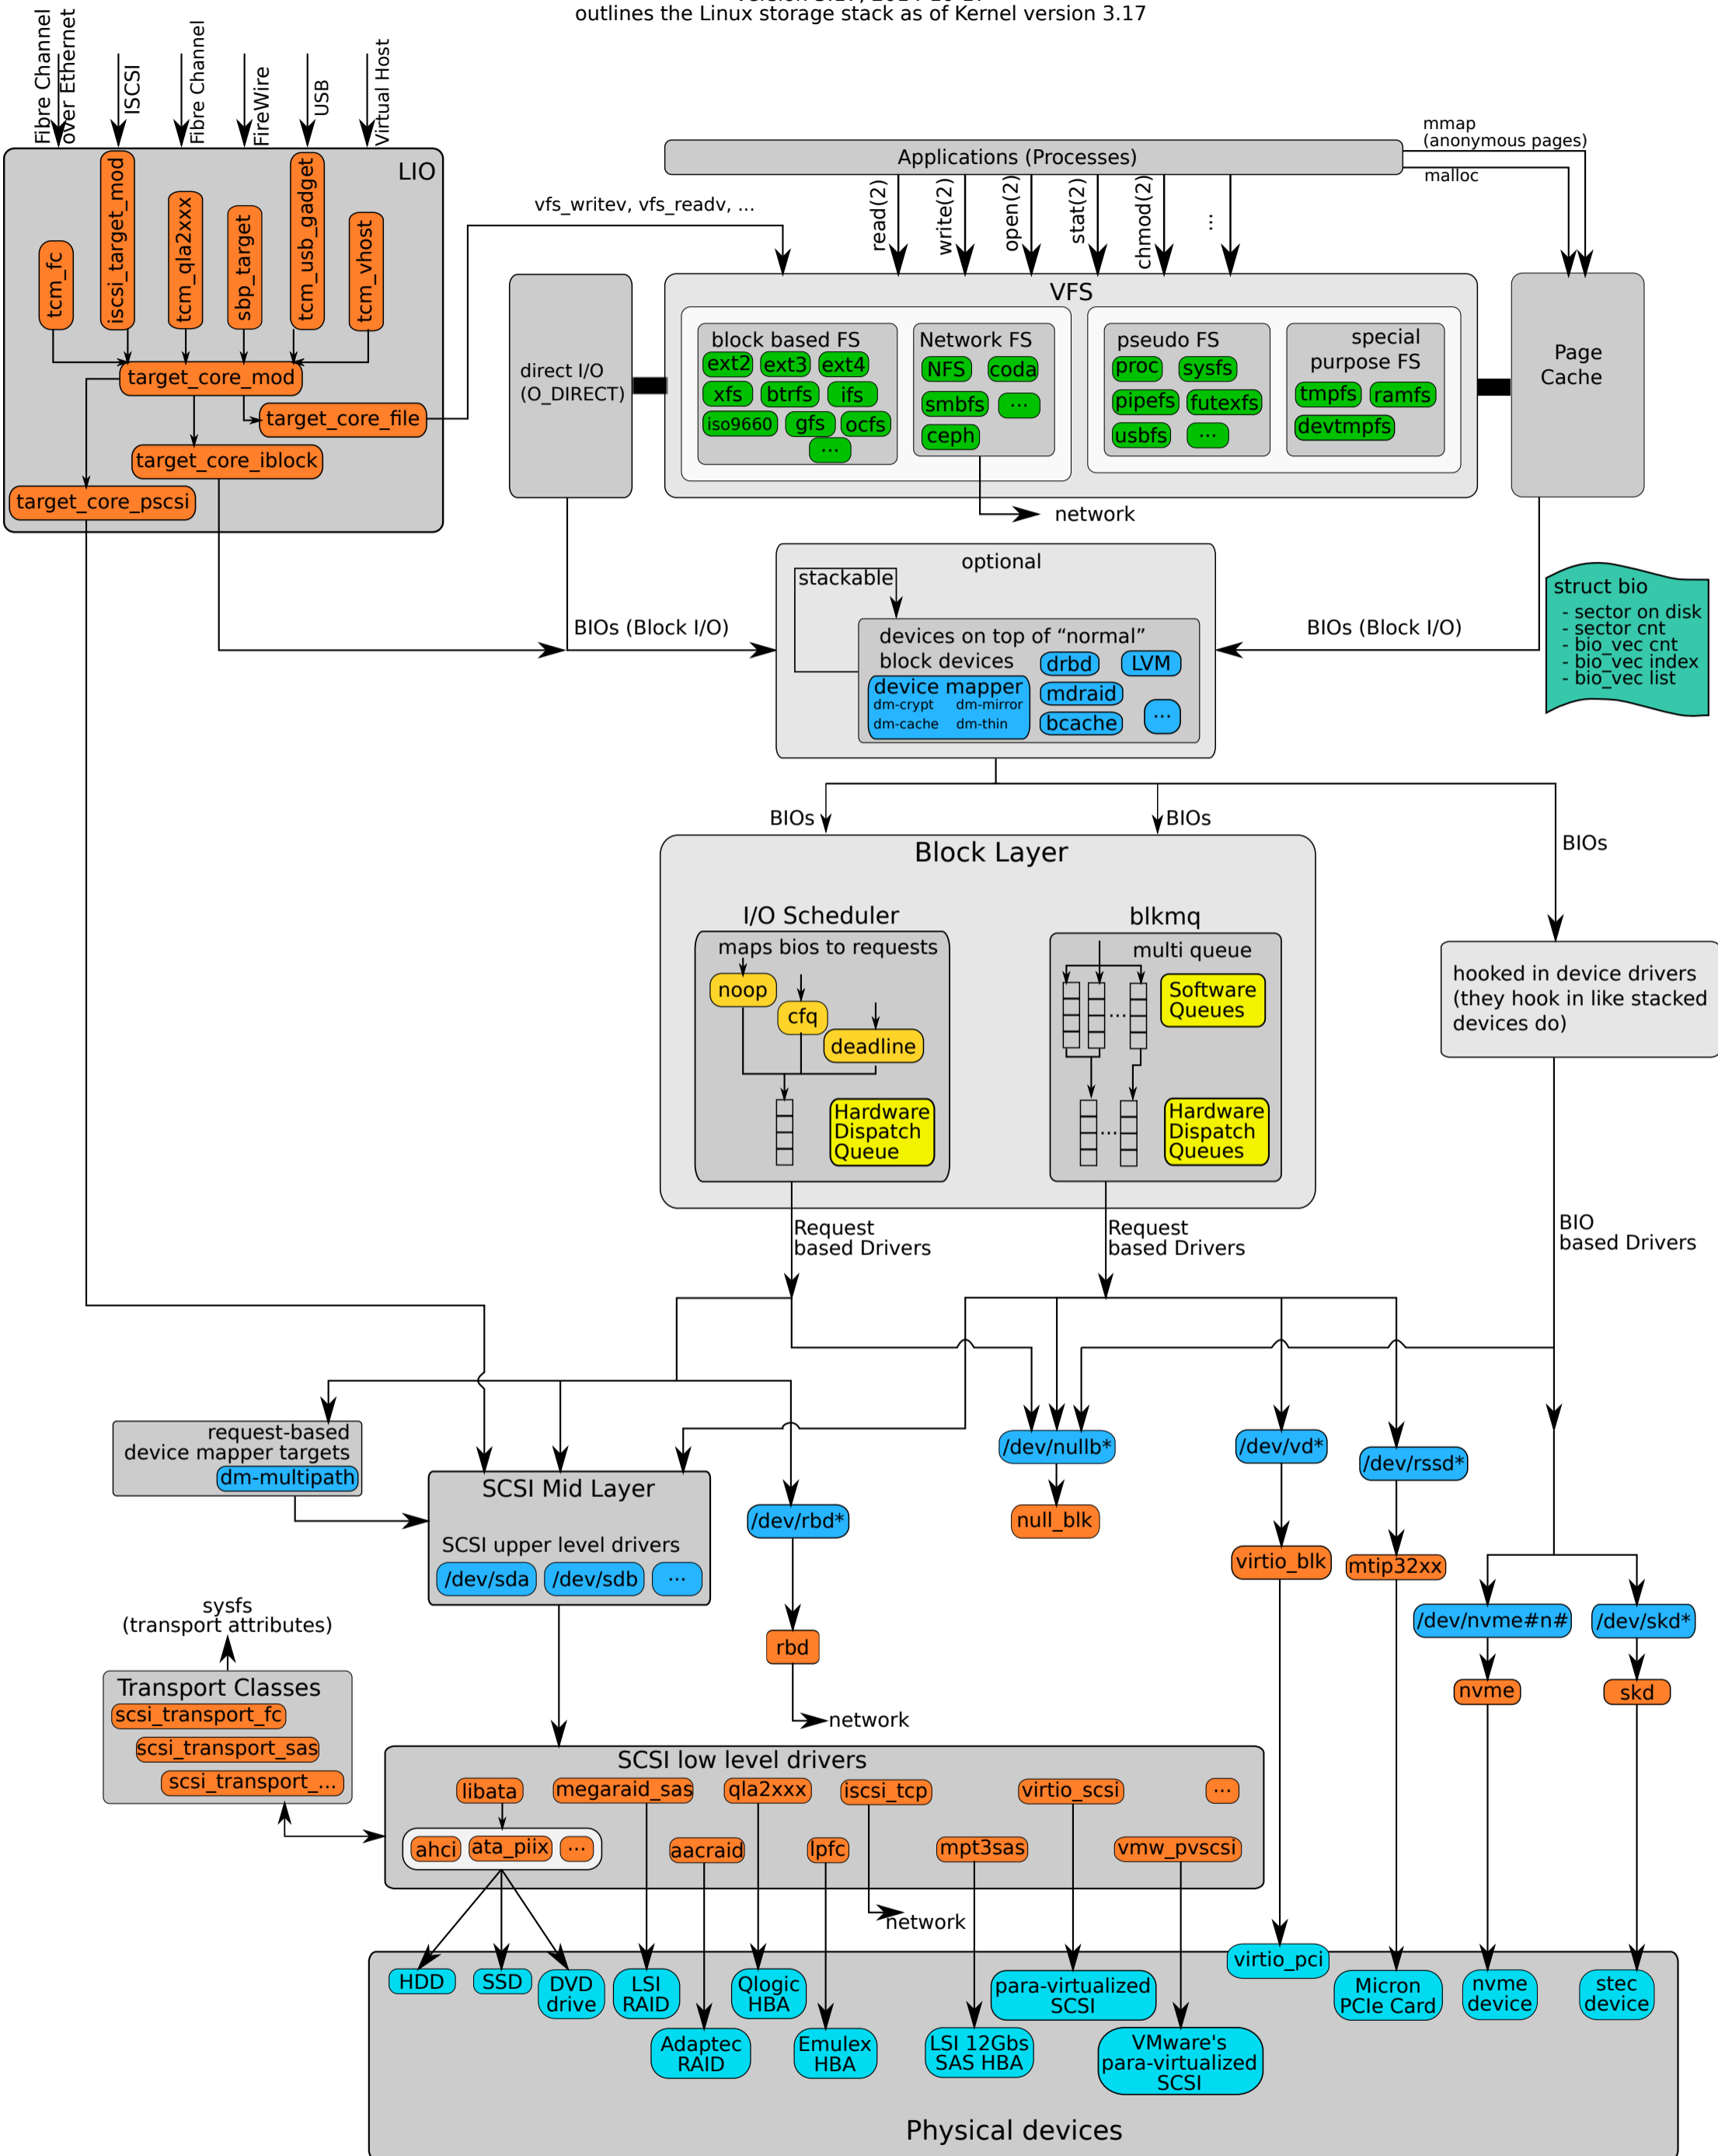 outlines the Linux storage stack as of Kernel version 3.17
Fibre Channel
over Ethernet
ISCSI
Fibre Channel
FireWire
USB
Virtual Host
LIO
tcm_fc
iscsi_target_mod
tcm_qla2xxx
sbp_target
tcm_usb_gadget
tcm_vhost
target_core_mod
target_core_file
target_core_iblock
target_core_pscsi
vfs_writev, vfs_readv, ...
Applications (Processes)
mmap
(anonymous pages)
malloc
read(2)
write(2)
open(2)
stat(2)
chmod(2)
...
direct I/O
(O_DIRECT)
VFS
block based FS
ext2 ext3 ext4
xfs btrfs ifs
iso9660 gfs ocfs
...
Network FS
NFS coda
smbfs ...
ceph
pseudo FS
proc sysfs
pipefs futexfs
usbfs ...
special
purpose FS
tmpfs ramfs
devtmpfs
Page
Cache
network
optional
stackable
devices on top of “normal”
block devices
drbd LVM
device mapper
dm-crypt dm-mirror
dm-cache dm-thin
mdraid
bcache
...
BIOs (Block I/O)
BIOs (Block I/O)
struct bio
- sector on disk
- sector cnt
- bio_vec cnt
- bio_vec index
- bio_vec list
BIOs
BIOs
BIOs
Block Layer
I/O Scheduler
maps bios to requests
noop
cfq
deadline
Hardware
Dispatch
Queue
blkmq
multi queue
Software
Queues
...
Hardware
Dispatch
Queues
...
hooked in device drivers
(they hook in like stacked
devices do)
Request
based Drivers
Request
based Drivers
BIO
based Drivers
request-based
device mapper targets
dm-multipath
SCSI Mid Layer
SCSI upper level drivers
/dev/sda /dev/sdb ...
/dev/rbd*
/dev/nullb*
/dev/vd*
/dev/rssd*
null_blk
virtio_blk
mtip32xx
/dev/nvme#n#
/dev/skd*
rbd
nvme
skd
network
sysfs
(transport attributes)
Transport Classes
scsi_transport_fc
scsi_transport_sas
scsi_transport_...
SCSI low level drivers
libata megaraid_sas qla2xxx iscsi_tcp virtio_scsi ...
ahci ata_piix ... aacraid lpfc mpt3sas vmw_pvscsi
network
HDD
SSD
DVD
drive
LSI
RAID
Qlogic
HBA
para-virtualized
SCSI
virtio_pci
Micron
PCIe Card
nvme
device
stec
device
Adaptec
RAID
Emulex
HBA
LSI 12Gbs
SAS HBA
VMware's
para-virtualized
SCSI
Physical devices